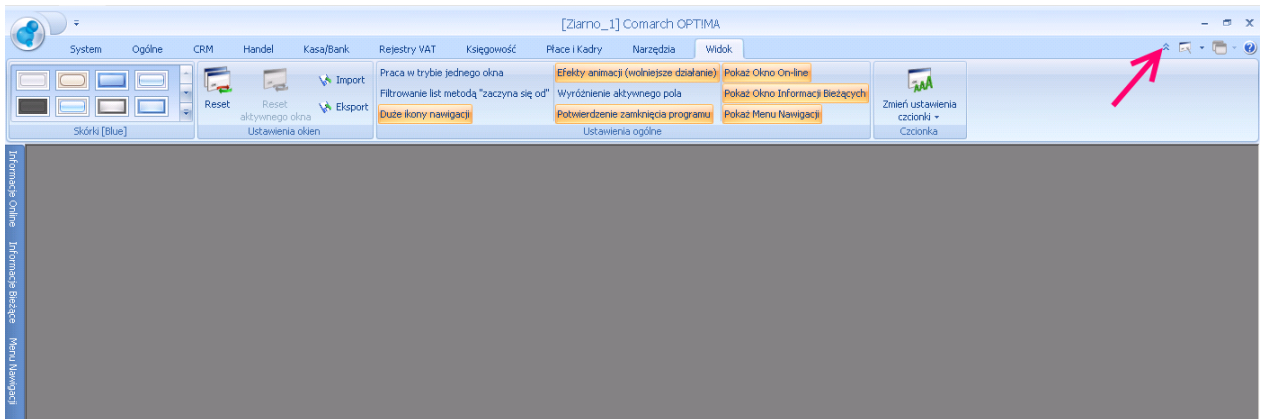 [Ziarno_1] Comarch OPTIMA
System Ogólne CRM Handel Kasa/Bank Rejestry VAT Księgowość Płace i Kadry Narzędzia Widok
Praca w trybie jednego okna Efekty animacji (wolniejsze działanie) Pokaż Okno On-line
Import
Filtrowanie list metodą "zaczyna się od" Wyróżnienie aktywnego pola Pokaż Okno Informacji Bieżących
Reset Reset aktywnego okna Eksport Zmień ustawienia czcionki
Duże ikony nawigacji Potwierdzenie zamknięcia programu Pokaż Menu Nawigacji
Skórki [Blue] Ustawienia okien Ustawienia ogólne Czcionka
Informacje Online
Informacje Bieżące
Menu Nawigacji